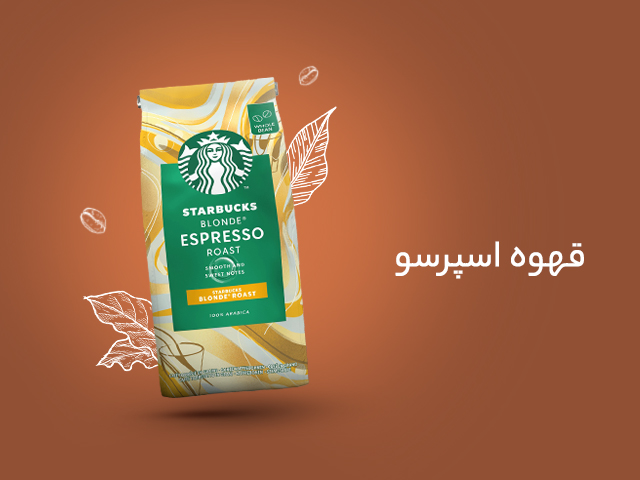 WHOLE
BEAN
STARBUCKS
BLONDE®
ESPRESSO
ROAST
SMOOTH AND
SWEET NOTES
STARBUCKS
BLONDE® ROAST
100% ARABICA
قهوه اسپرسو